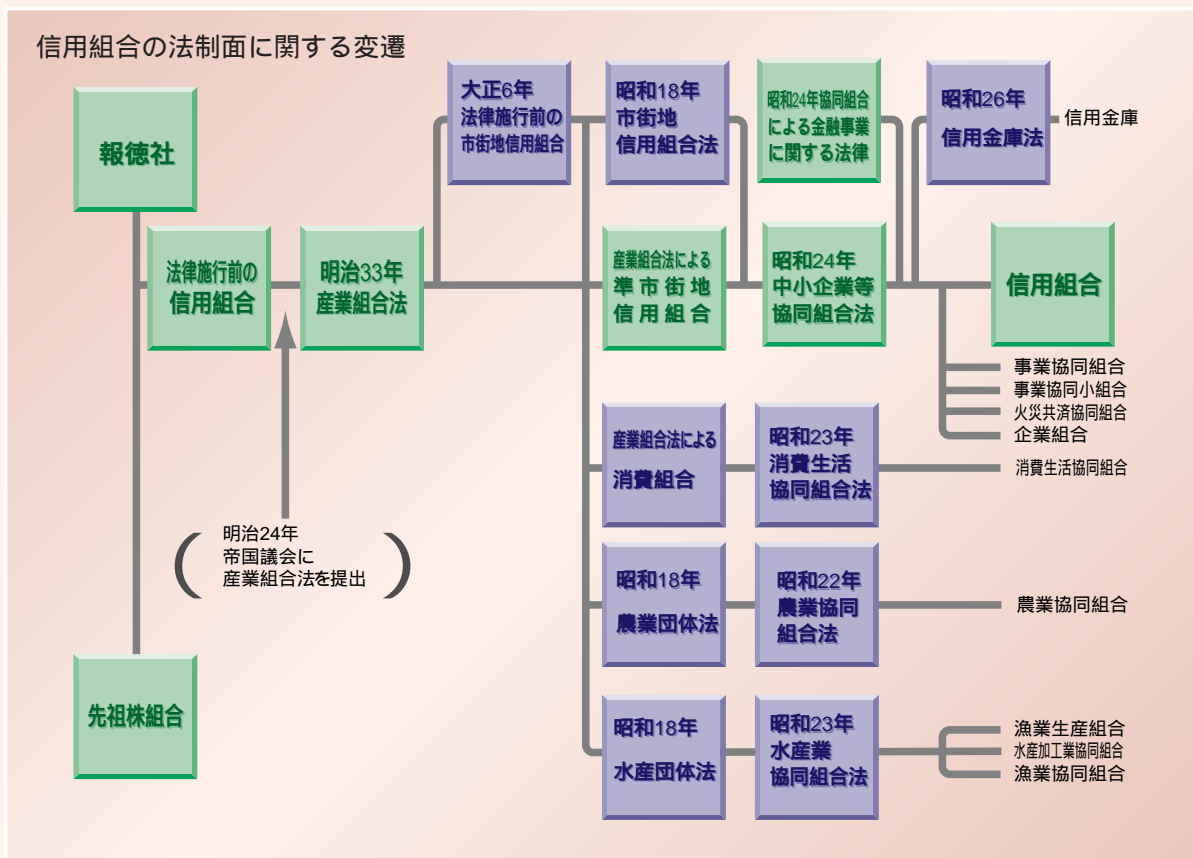 信用組合の法制面に関する変遷
報徳社
法律施行前の
信用組合
明治33年
産業組合法
明治24年
帝国議会に
産業組合法を提出
先祖株組合
大正6年
法律施行前の
市街地信用組合
昭和18年
市街地
信用組合法
昭和24年協同組合
による金融事業
に関する法律
昭和26年
信用金庫法
信用金庫
産業組合法による
準市街地
信用組合
昭和24年
中小企業等
協同組合法
信用組合
事業協同組合
事業協同小組合
火災共済協同組合
企業組合
産業組合法による
消費組合
昭和23年
消費生活
協同組合法
消費生活協同組合
昭和18年
農業団体法
昭和22年
農業協同
組合法
農業協同組合
昭和18年
水産団体法
昭和23年
水産業
協同組合法
漁業生産組合
水産加工業協同組合
漁業協同組合